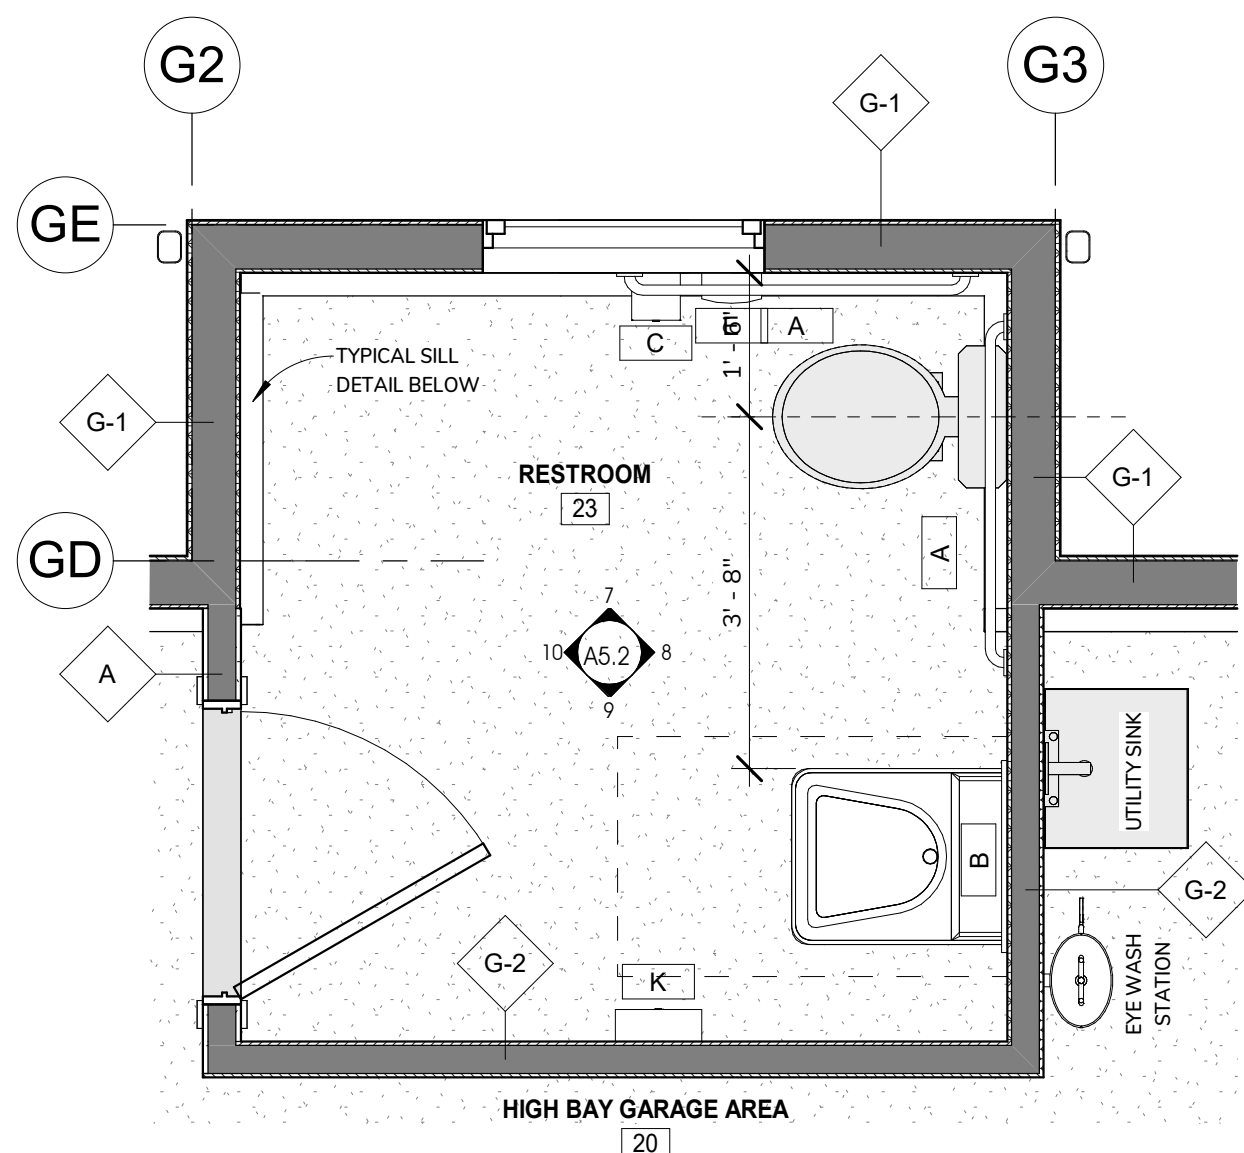 G2
G3
G-1
GE
C
E
A
1' - 6"
TYPICAL SILL
DETAIL BELOW
G-1
RESTROOM
23
G-1
GD
A
3' - 8"
7
10
A5.2
8
9
A
UTILITY SINK
B
G-2
G-2
K
EYE WASH
STATION
HIGH BAY GARAGE AREA
20